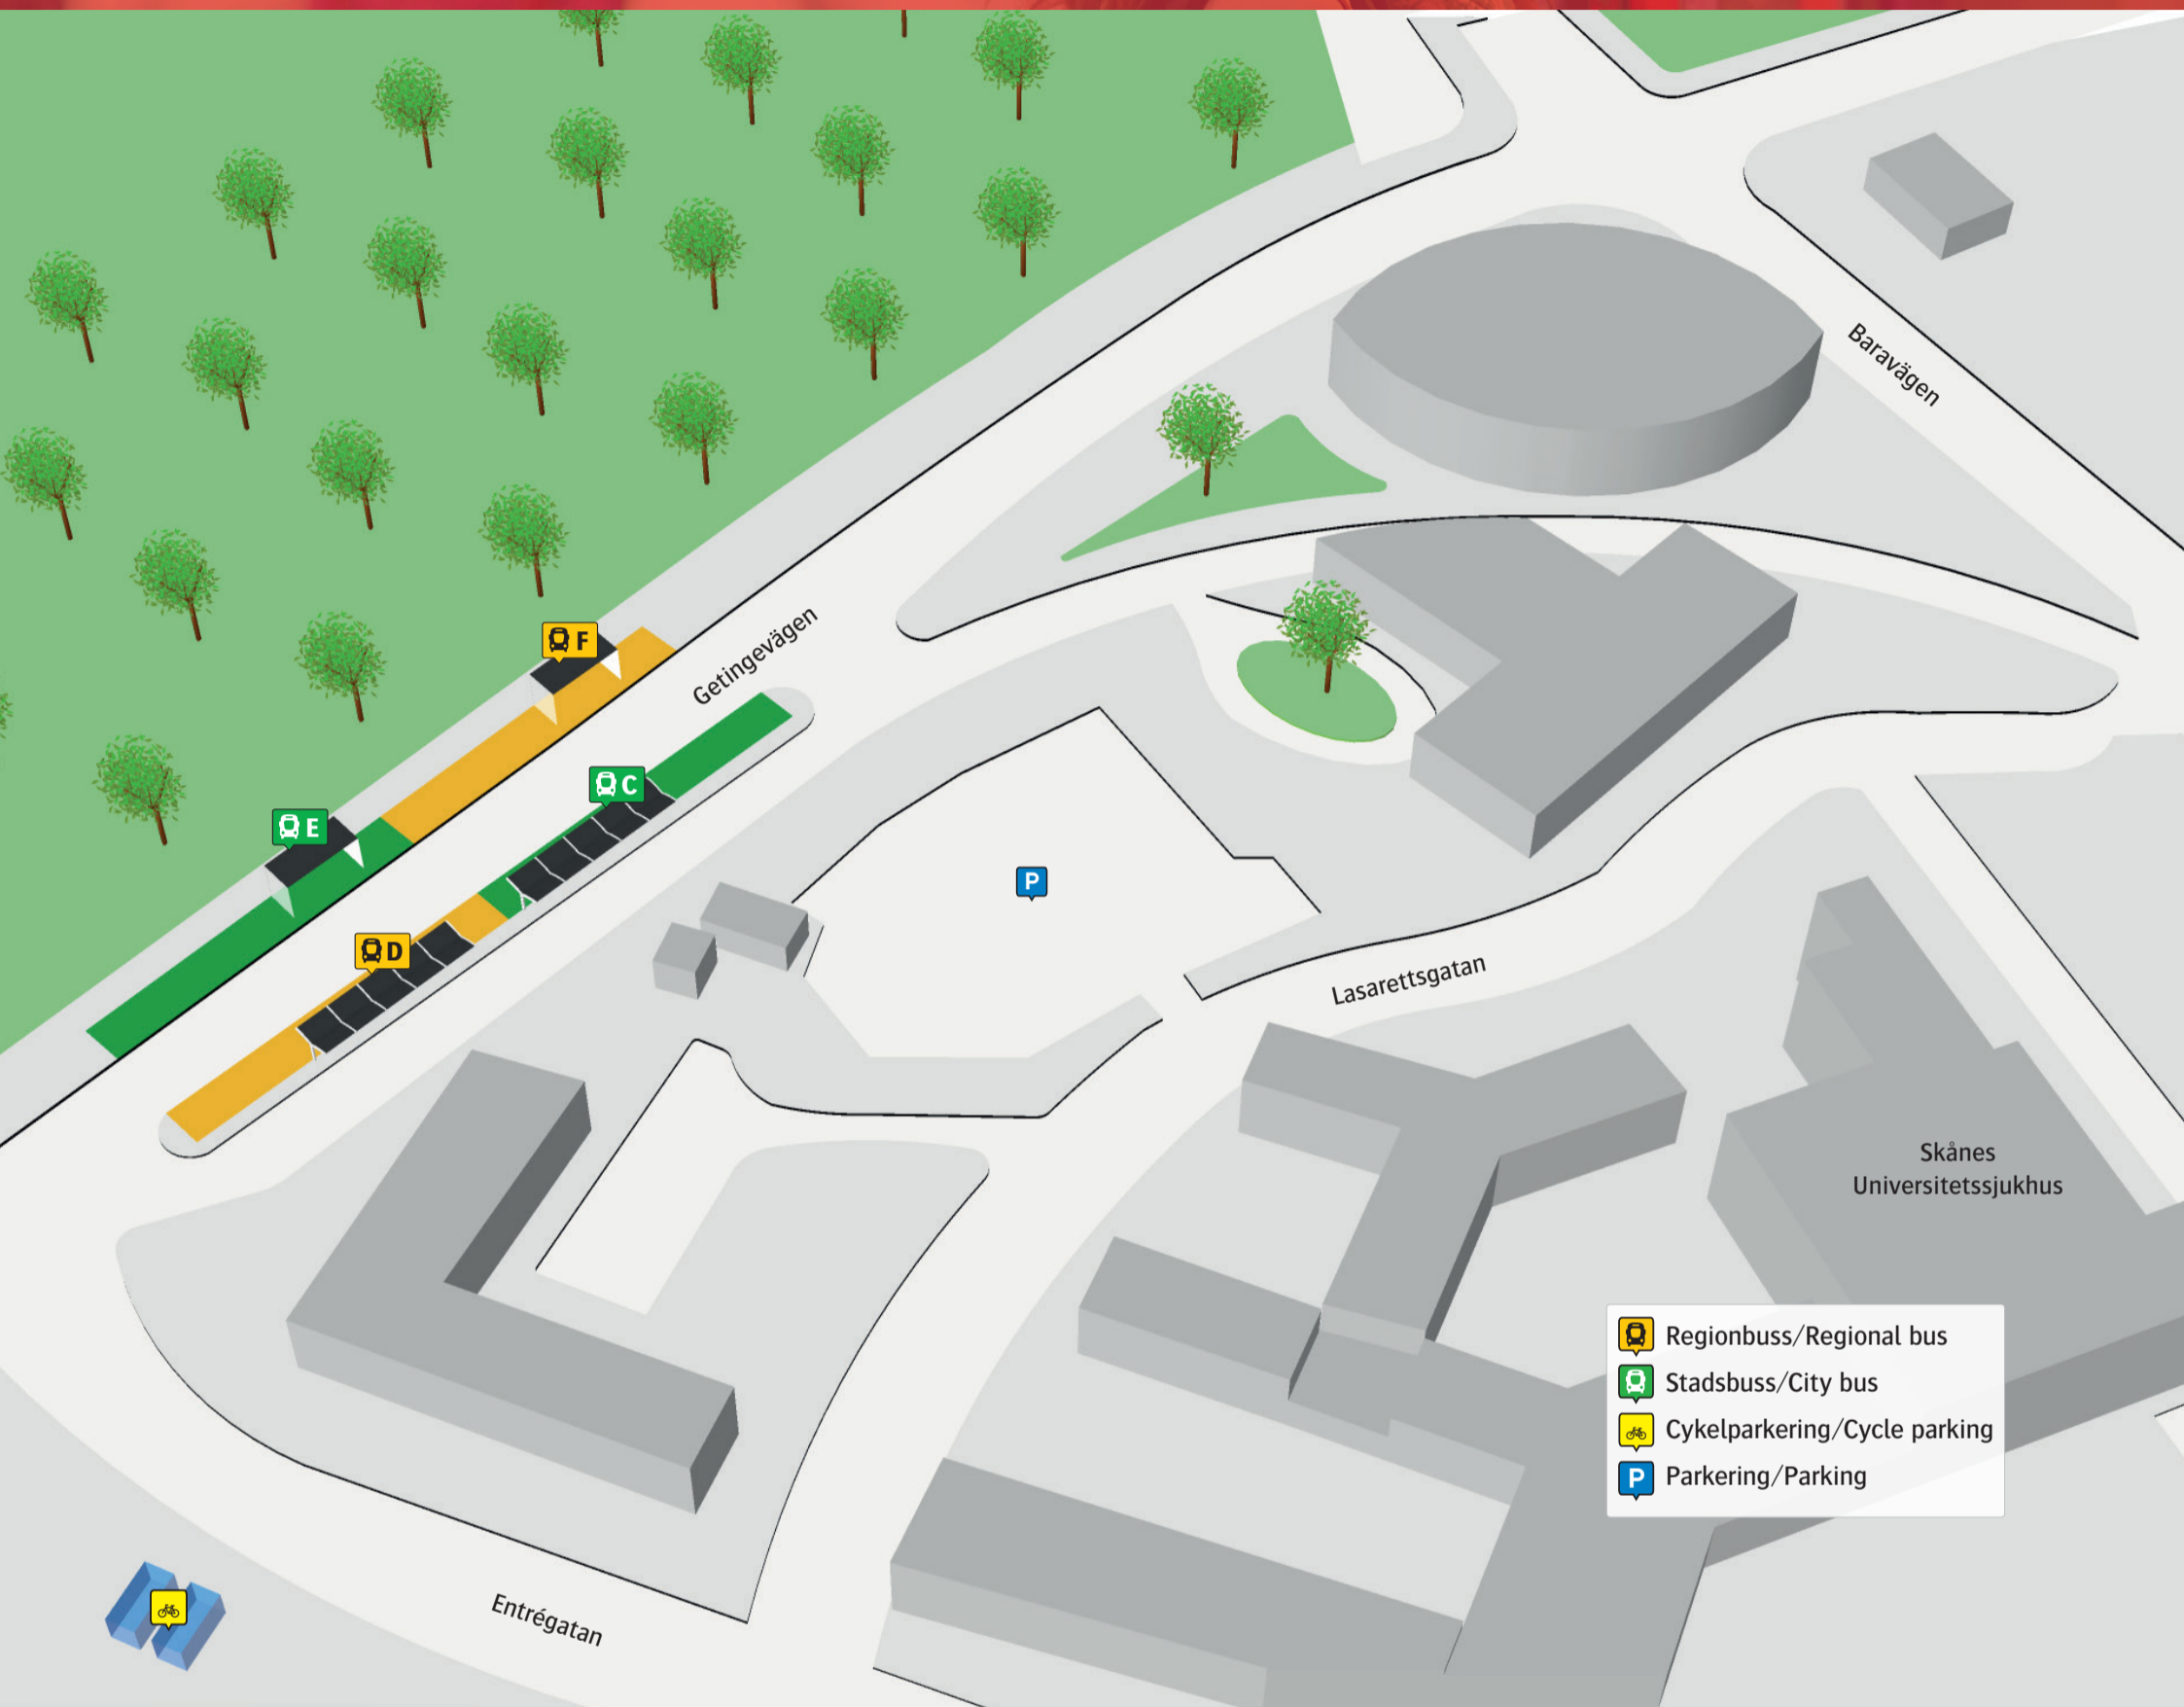 Baravägen
Getingevägen
F
C
E
D
P
Lasarettsgatan
Skånes
Universitetssjukhus
Regionbuss/Regional bus
Stadsbuss/City bus
Cykelparkering/Cycle parking
P Parkering/Parking
Entrégatan